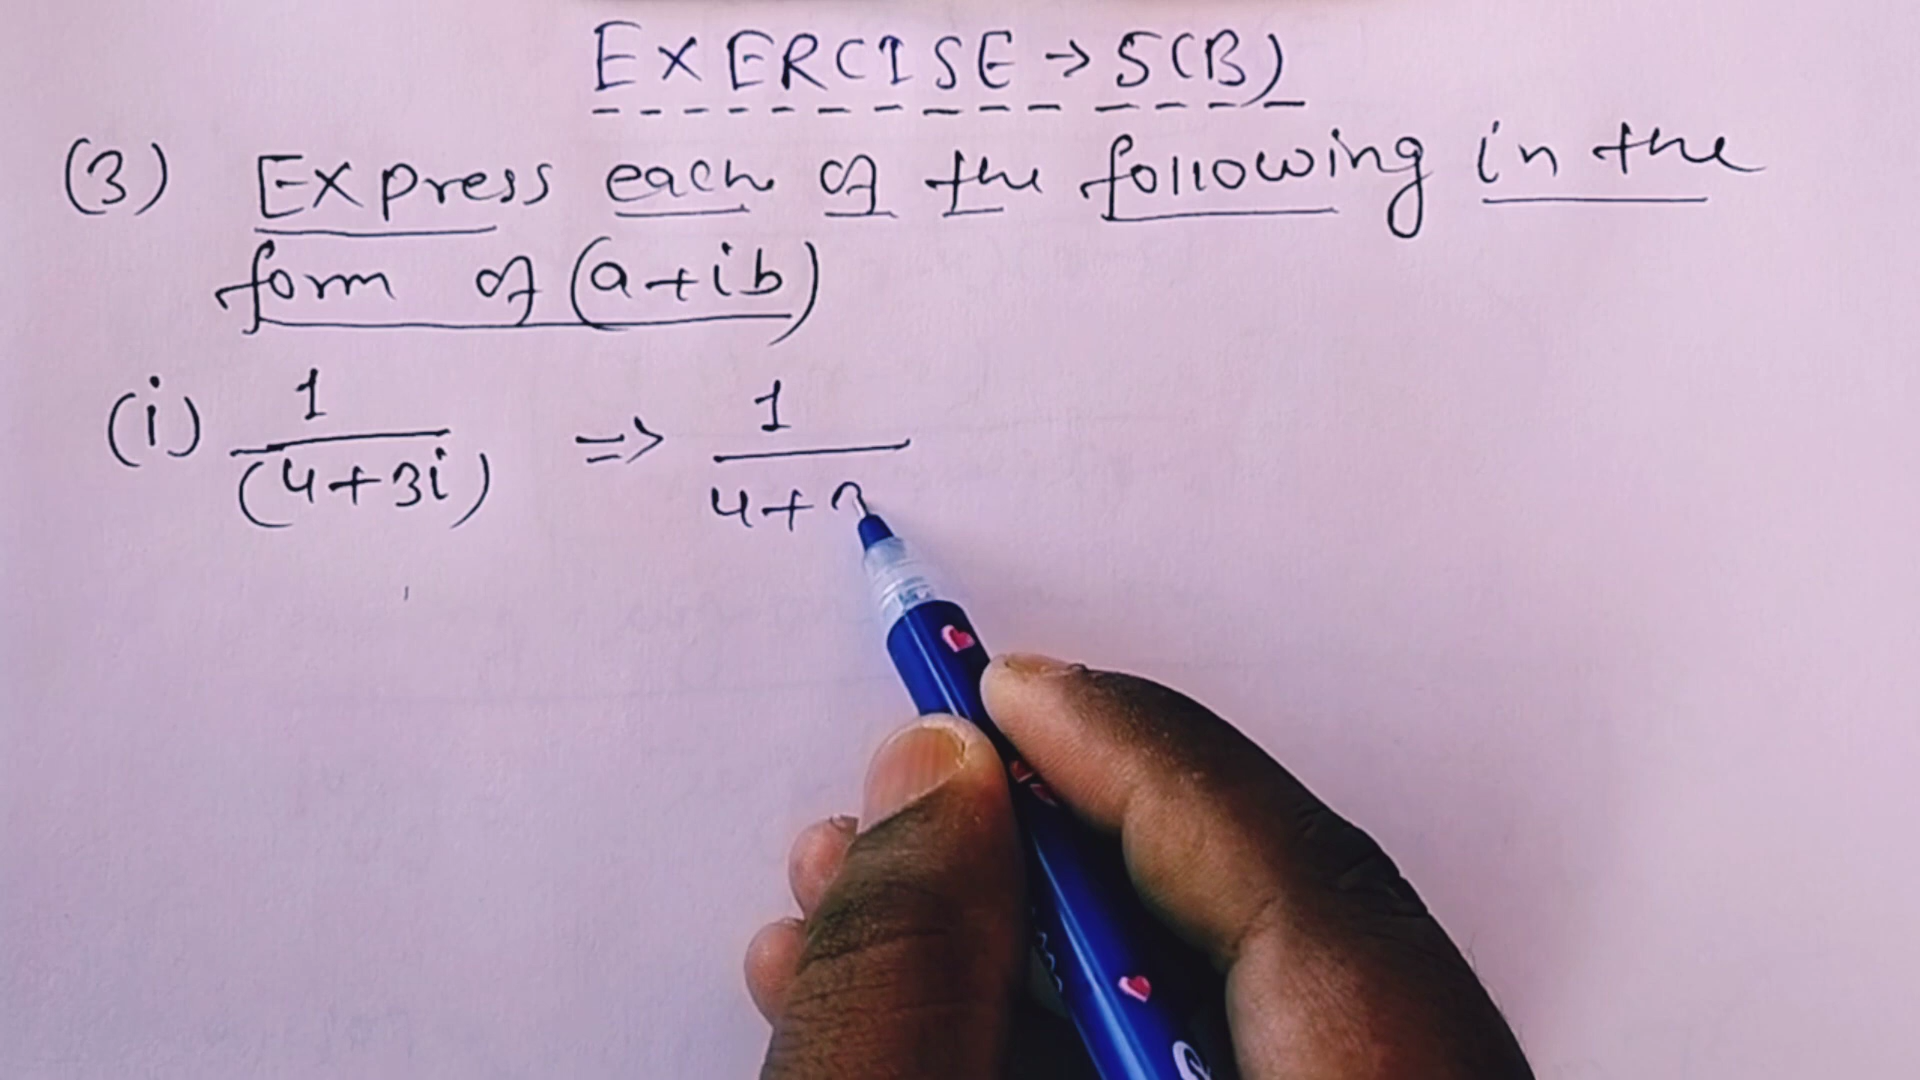 EXERCISE → 5(B)
(3) Express each of the following in the
form of (a+ib)
(i) 1/(4+3i) => 1/4+